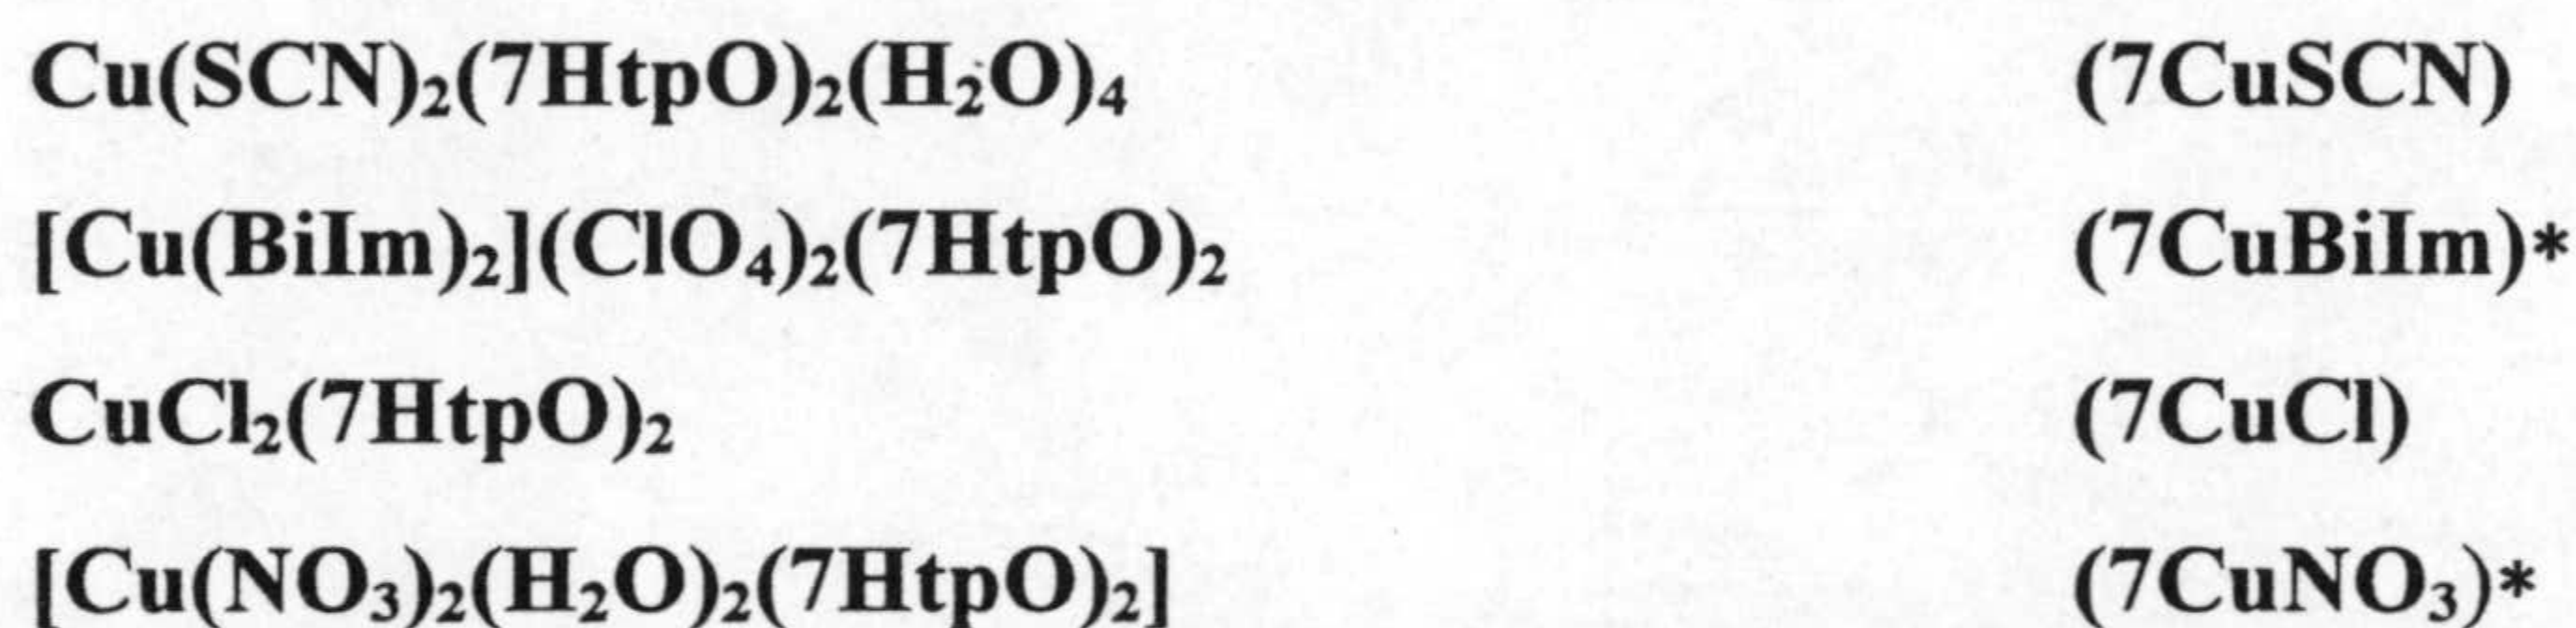 Cu(SCN)₂(7HtpO)₂(H₂O)₄ (7CuSCN)
[Cu(BiIm)₂](ClO₄)₂(7HtpO)₂ (7CuBiIm)*
CuCl₂(7HtpO)₂ (7CuCl)
[Cu(NO₃)₂(H₂O)₂(7HtpO)₂] (7CuNO₃)*